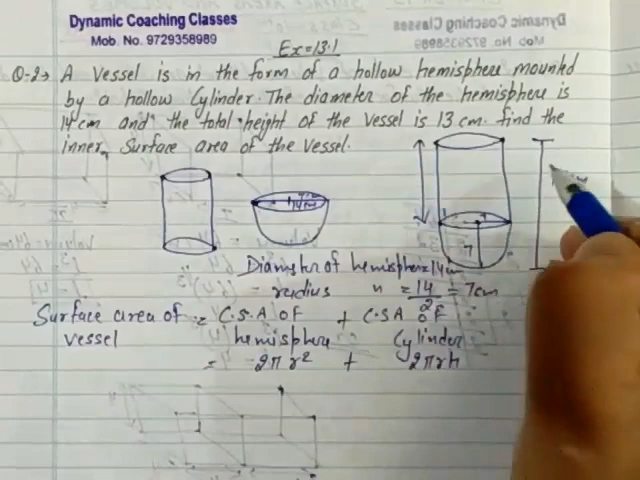 Dynamic Coaching Classes
Mob. No. 9729358989
Ex=13.1
Q-2→ A Vessel is in the form of a hollow hemisphere mounted
by a hollow Cylinder. The diameter of the hemisphere is
14 cm and the total height of the Vessel is 13 cm. find the
inner Surface area of the Vessel.
14cm
7
Diameter of hemisphere = 14cm
radius r = 14/2 = 7cm
Surface area of = C.S.A OF + CSA OF
vessel hemisphere Cylinder
= 2πr² + 2πrh